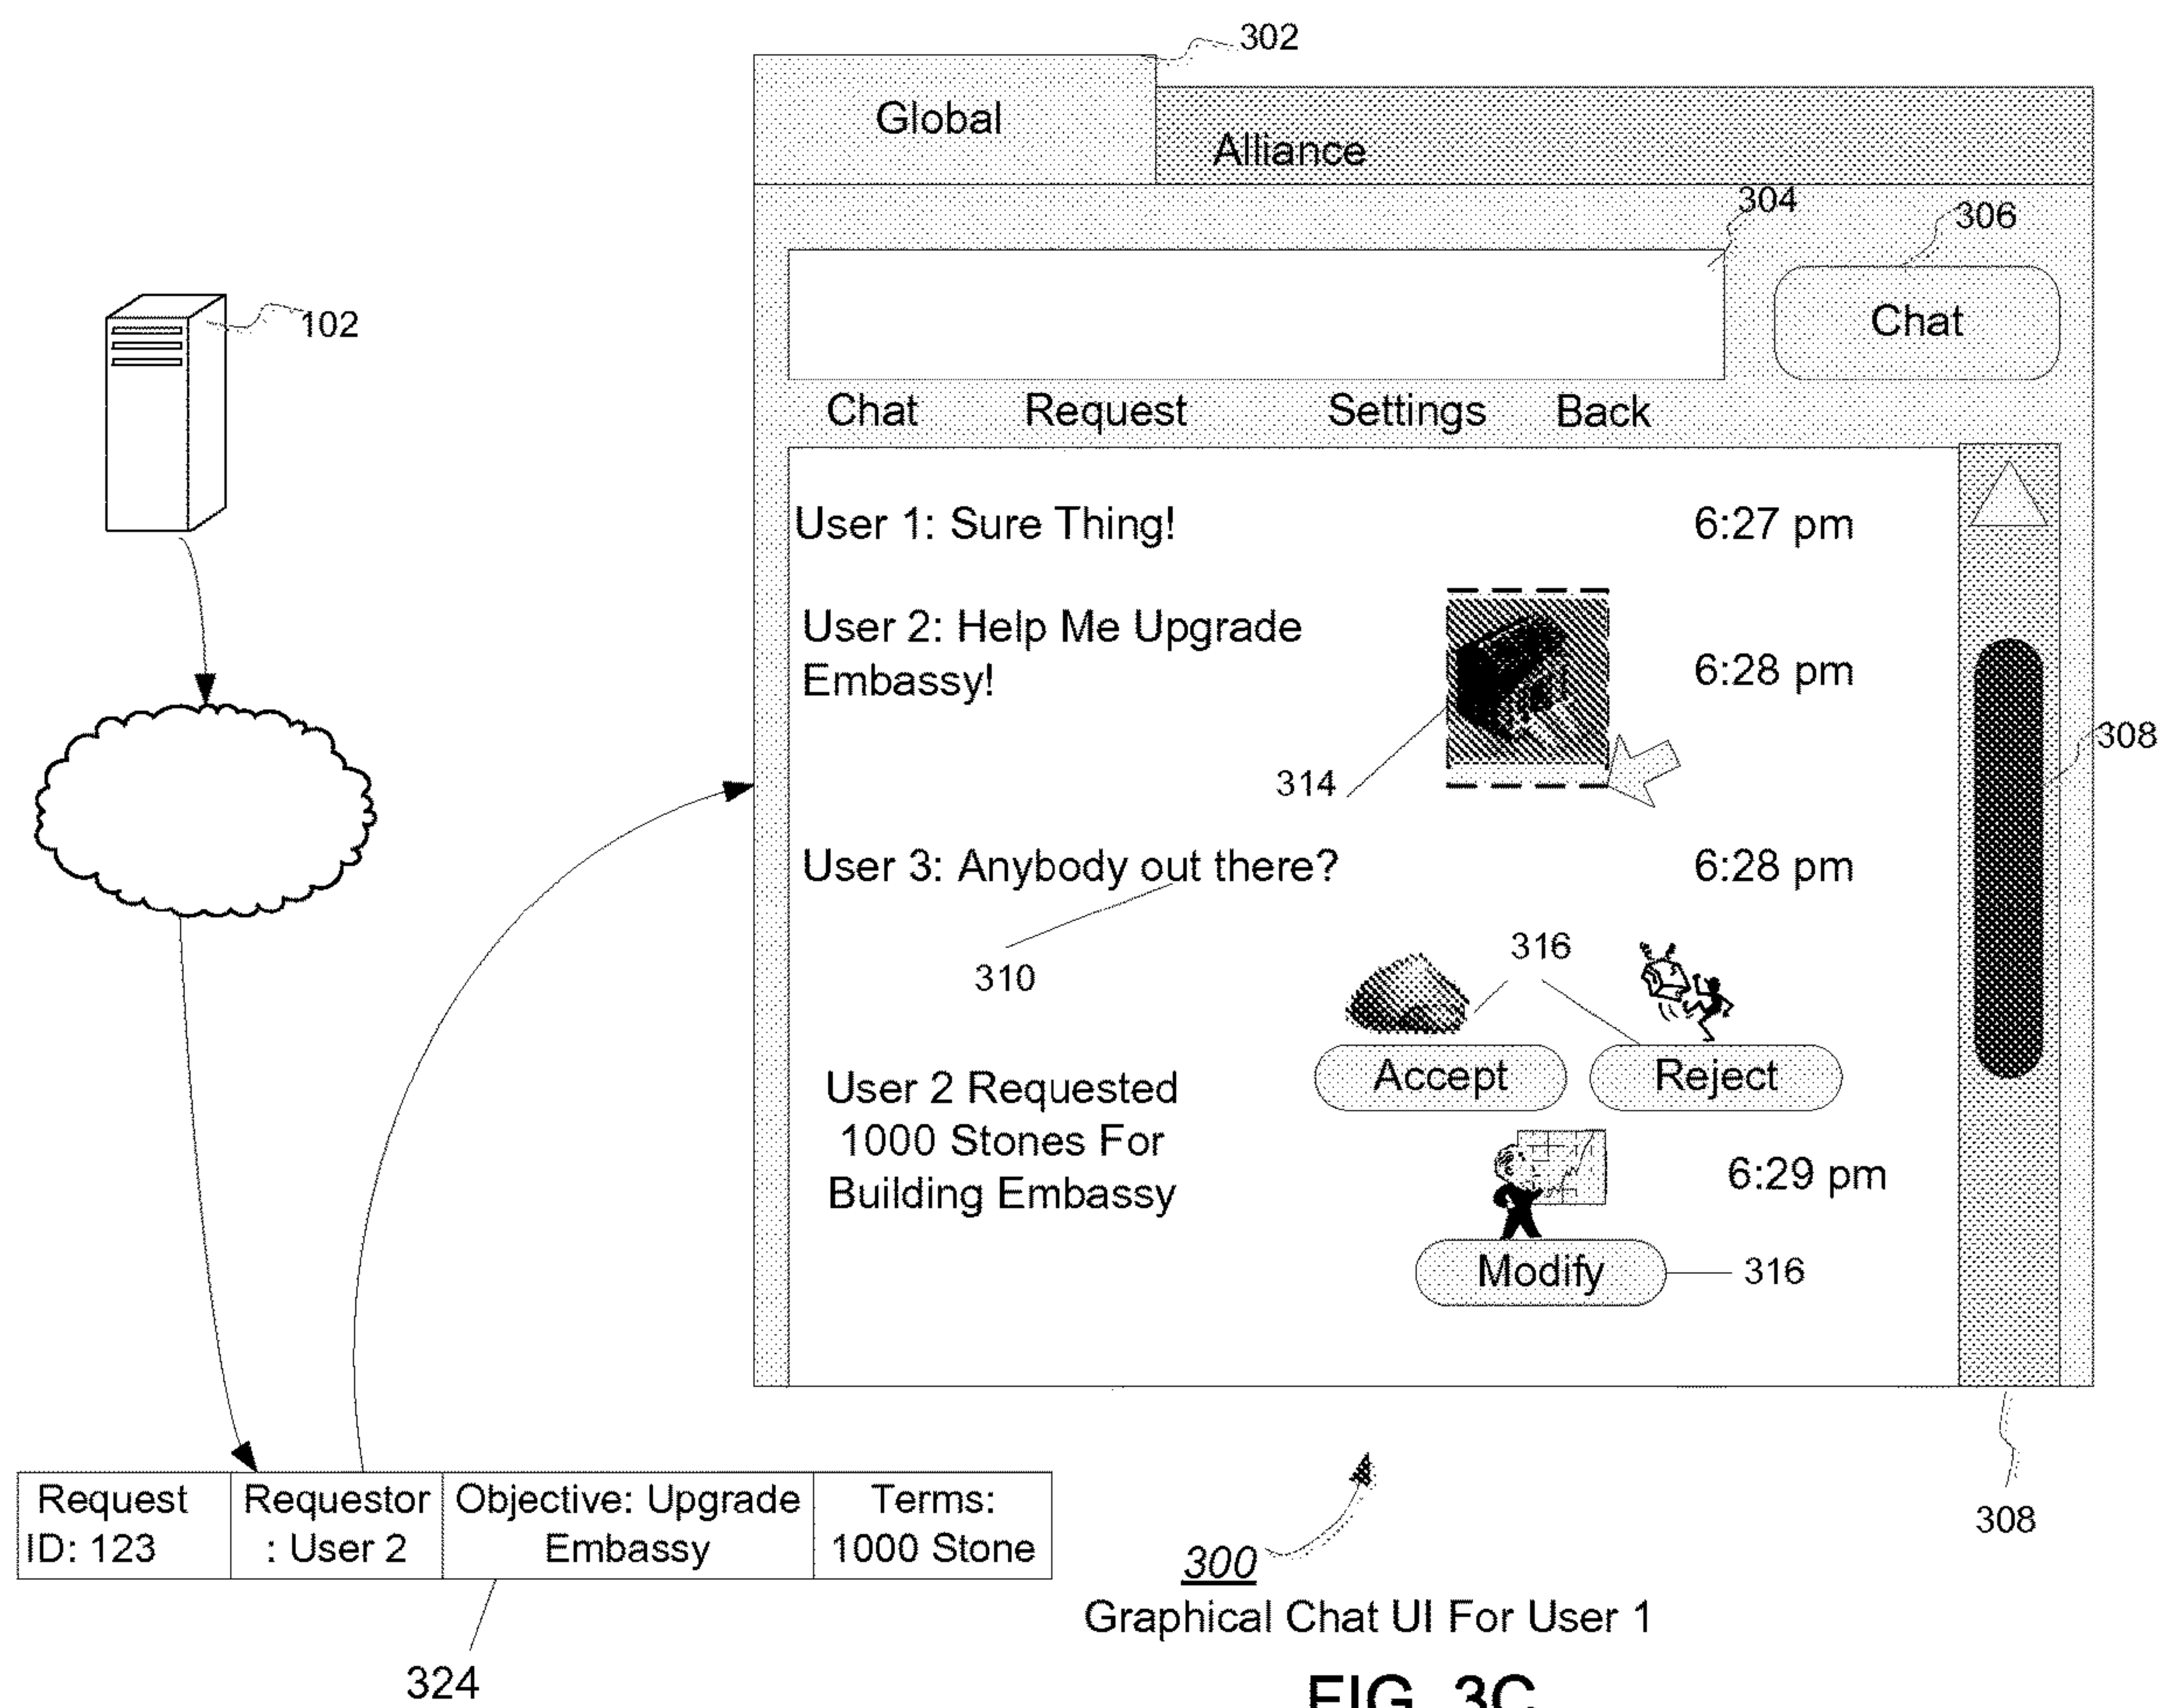 302
Global
Alliance
304
306
Chat
102
Chat Request Settings Back
User 1: Sure Thing! 6:27 pm
User 2: Help Me Upgrade
Embassy!
6:28 pm
308
314
User 3: Anybody out there? 6:28 pm
310
316
Accept Reject
User 2 Requested
1000 Stones For
Building Embassy
6:29 pm
Modify
316
308
Request
ID: 123
Requestor
: User 2
Objective: Upgrade
Embassy
Terms:
1000 Stone
324
300
Graphical Chat UI For User 1
FIG. 3C